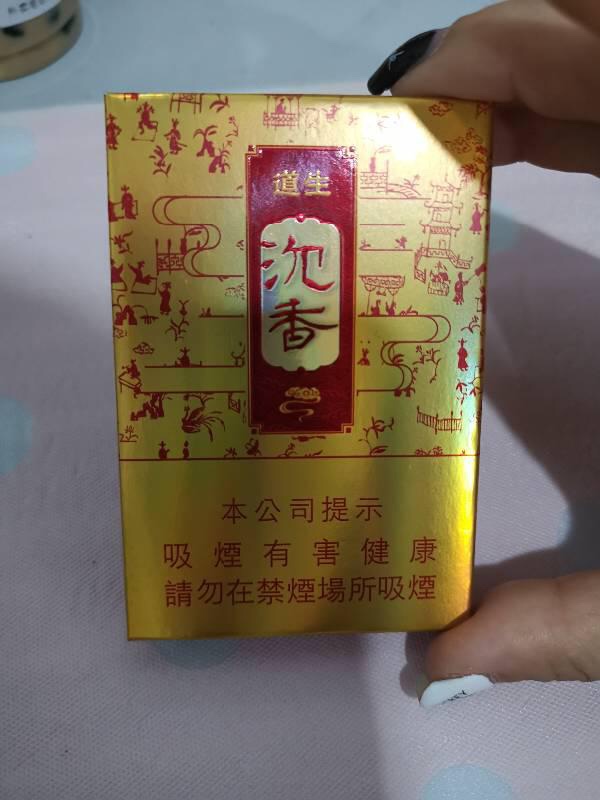 道生
沉香
本公司提示
吸煙有害健康
請勿在禁煙場所吸煙